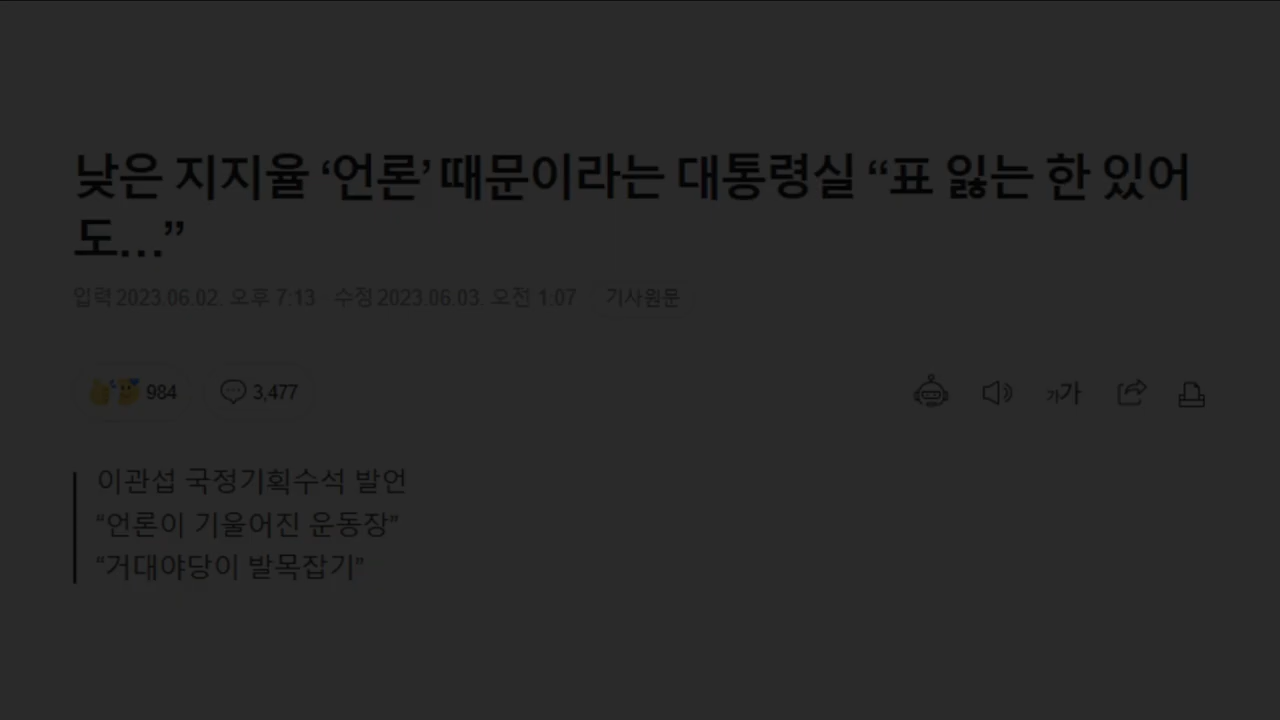 낮은 지지율 ‘언론’ 때문이라는 대통령실 “표 잃는 한 있어
도…”
입력 2023.06.02. 오후 7:13 · 수정 2023.06.03. 오전 1:07 기사원문
984 3,477 가가
이관섭 국정기획수석 발언
“언론이 기울어진 운동장”
“거대야당이 발목잡기”